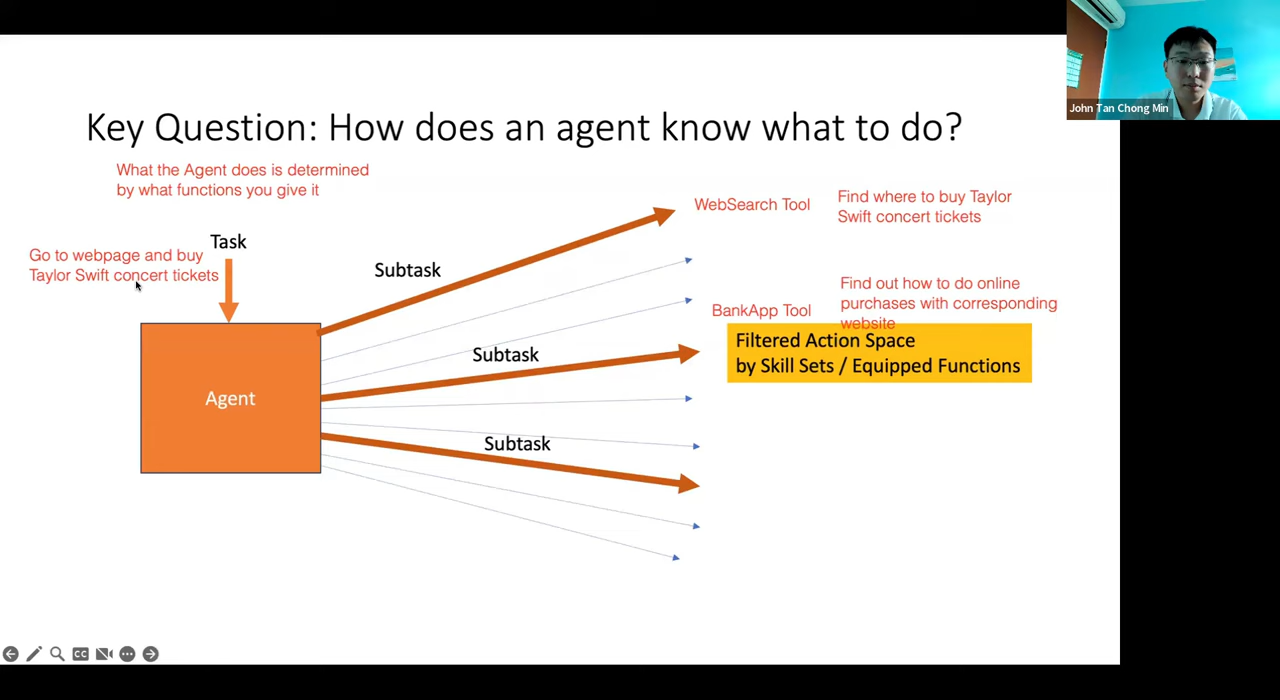 John Tan Chong Min
Key Question: How does an agent know what to do?
What the Agent does is determined
by what functions you give it
WebSearch Tool
Find where to buy Taylor
Swift concert tickets
Task
Go to webpage and buy
Taylor Swift concert tickets
Subtask
BankApp Tool
Find out how to do online
purchases with corresponding
website
Filtered Action Space
by Skill Sets / Equipped Functions
Subtask
Agent
Subtask
CC